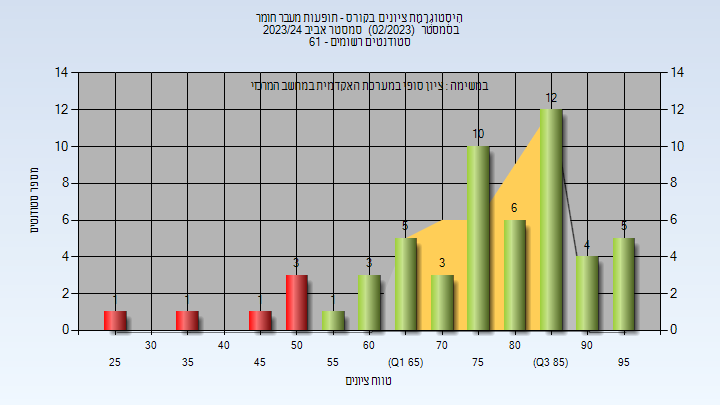 היסטוגרמת ציונים בקורס - תופעות מעבר חומר
בסמסטר (02/2023) סמסטר אביב 2023/24
סטודנטים רשומים - 61
במשימה : ציון סופי במערכת האקדמית במחשב המרכזי
מספר סטודנטים
14 14
12 12
10 10
8 8
6 6
4 4
2 2
0 0
1 1 1 3 1 3 5 3 10 6 12 4 5
30 40 50 60 70 80 90
25 35 45 55 (Q1 65) 75 (Q3 85) 95
טווח ציונים